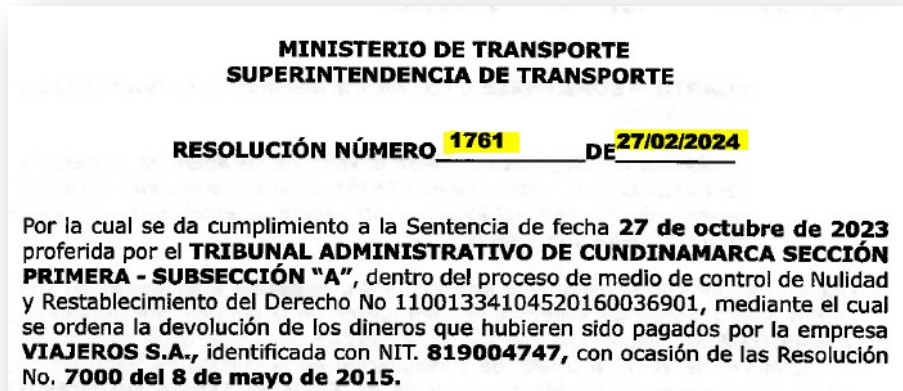 MINISTERIO DE TRANSPORTE
SUPERINTENDENCIA DE TRANSPORTE
RESOLUCIÓN NÚMERO 1761 DE 27/02/2024
Por la cual se da cumplimiento a la Sentencia de fecha 27 de octubre de 2023
proferida por el TRIBUNAL ADMINISTRATIVO DE CUNDINAMARCA SECCIÓN
PRIMERA - SUBSECCIÓN “A”, dentro del proceso de medio de control de Nulidad
y Restablecimiento del Derecho No 11001334104520160036901, mediante el cual
se ordena la devolución de los dineros que hubieren sido pagados por la empresa
VIAJEROS S.A., identificada con NIT. 819004747, con ocasión de las Resolución
No. 7000 del 8 de mayo de 2015.